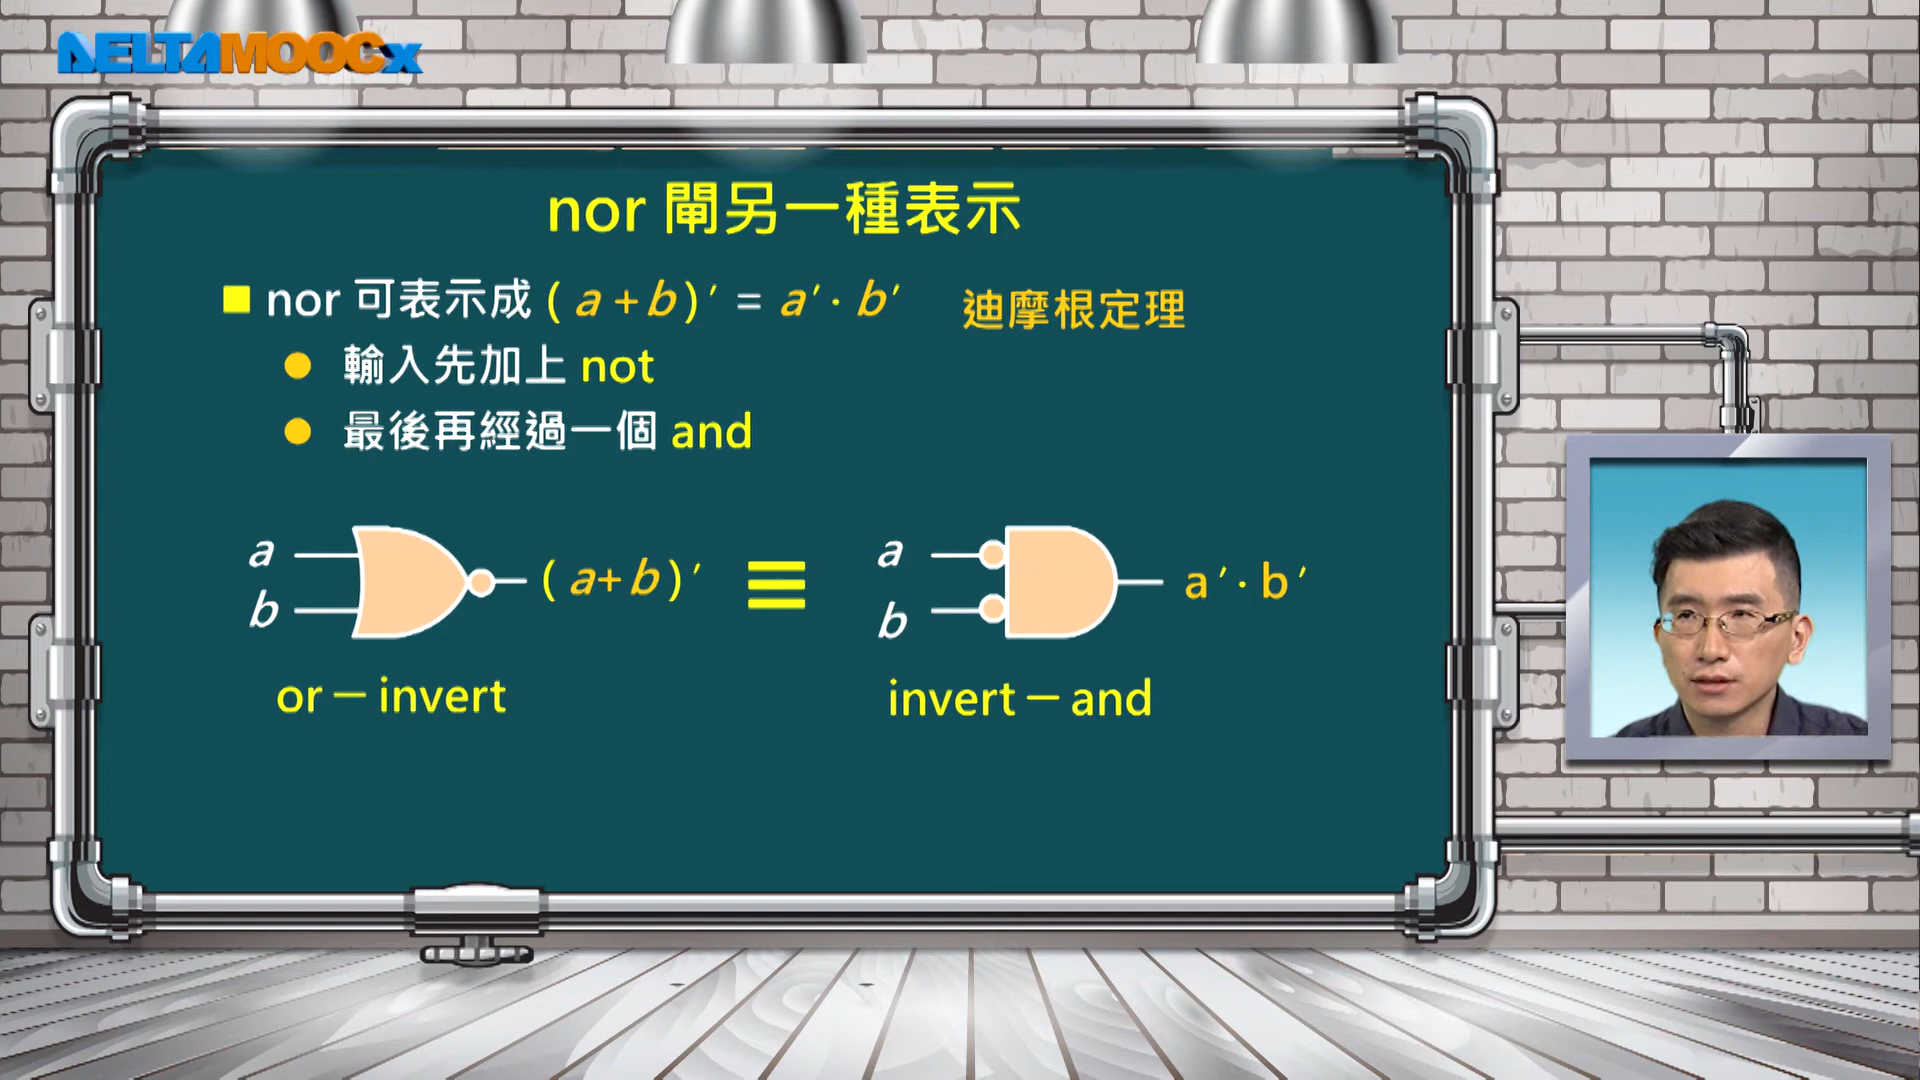 DELTAMOOCx
nor 閘另一種表示
nor 可表示成 ( a + b )′ = a′· b′ 迪摩根定理
輸入先加上 not
最後再經過一個 and
a
b
( a+ b )′
≡
a
b
a′· b′
or－invert
invert－and